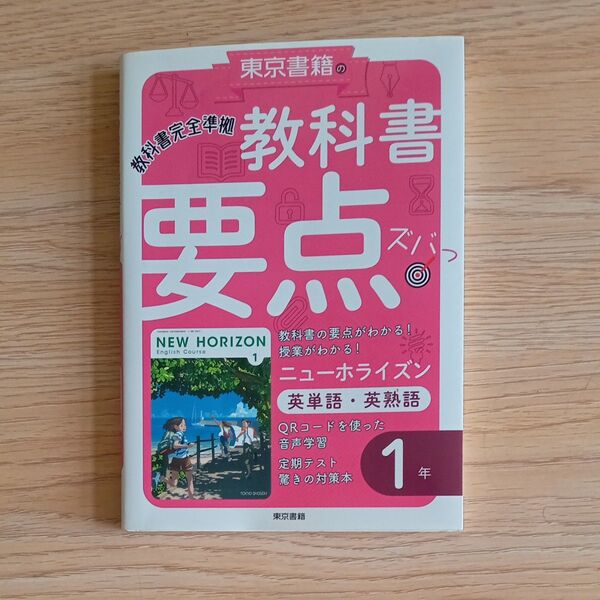 東京書籍の
教科書完全準拠
教科書
要点
ズバっ
NEW HORIZON
English Course
1
教科書の要点がわかる!
授業がわかる!
ニューホライズン
英単語・英熟語
QRコードを使った
音声学習
定期テスト
驚きの対策本
1年
TOKYO SHOSEKI
東京書籍